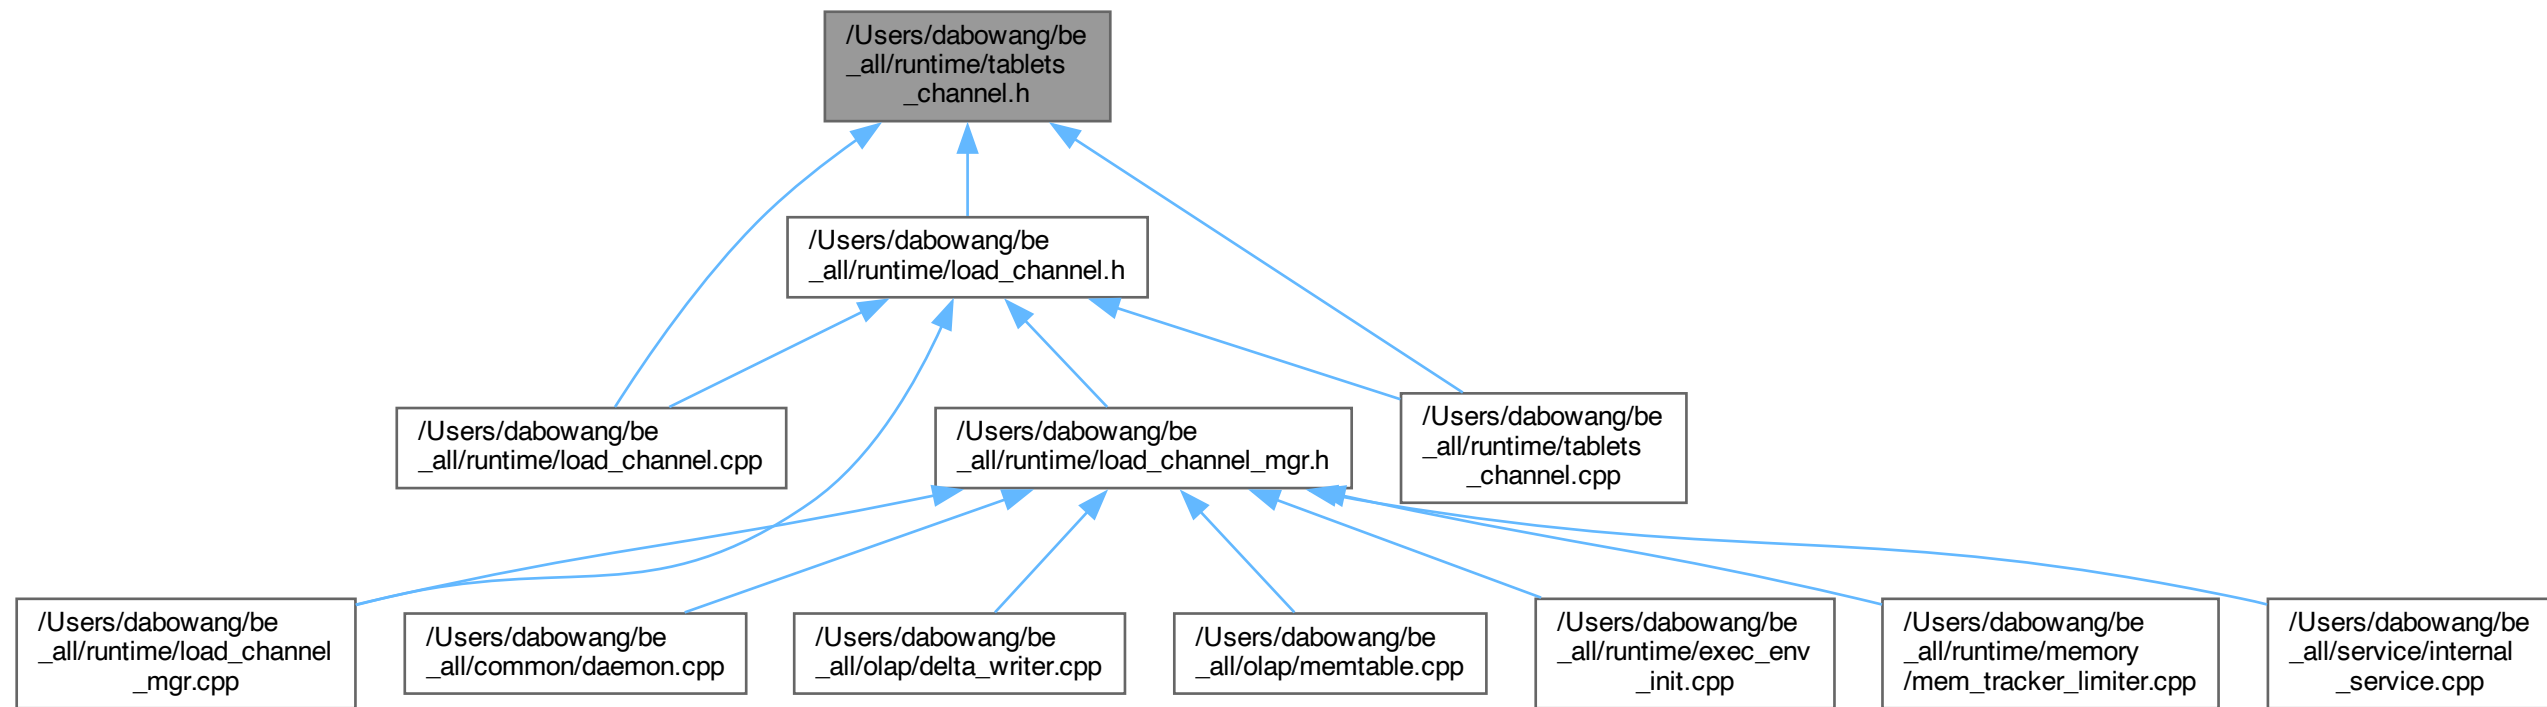 /Users/dabowang/be
_all/runtime/tablets
_channel.h
/Users/dabowang/be
_all/runtime/load_channel.h
/Users/dabowang/be
_all/runtime/load_channel.cpp
/Users/dabowang/be
_all/runtime/load_channel_mgr.h
/Users/dabowang/be
_all/runtime/tablets
_channel.cpp
/Users/dabowang/be
_all/runtime/load_channel
_mgr.cpp
/Users/dabowang/be
_all/common/daemon.cpp
/Users/dabowang/be
_all/olap/delta_writer.cpp
/Users/dabowang/be
_all/olap/memtable.cpp
/Users/dabowang/be
_all/runtime/exec_env
_init.cpp
/Users/dabowang/be
_all/runtime/memory
/mem_tracker_limiter.cpp
/Users/dabowang/be
_all/service/internal
_service.cpp